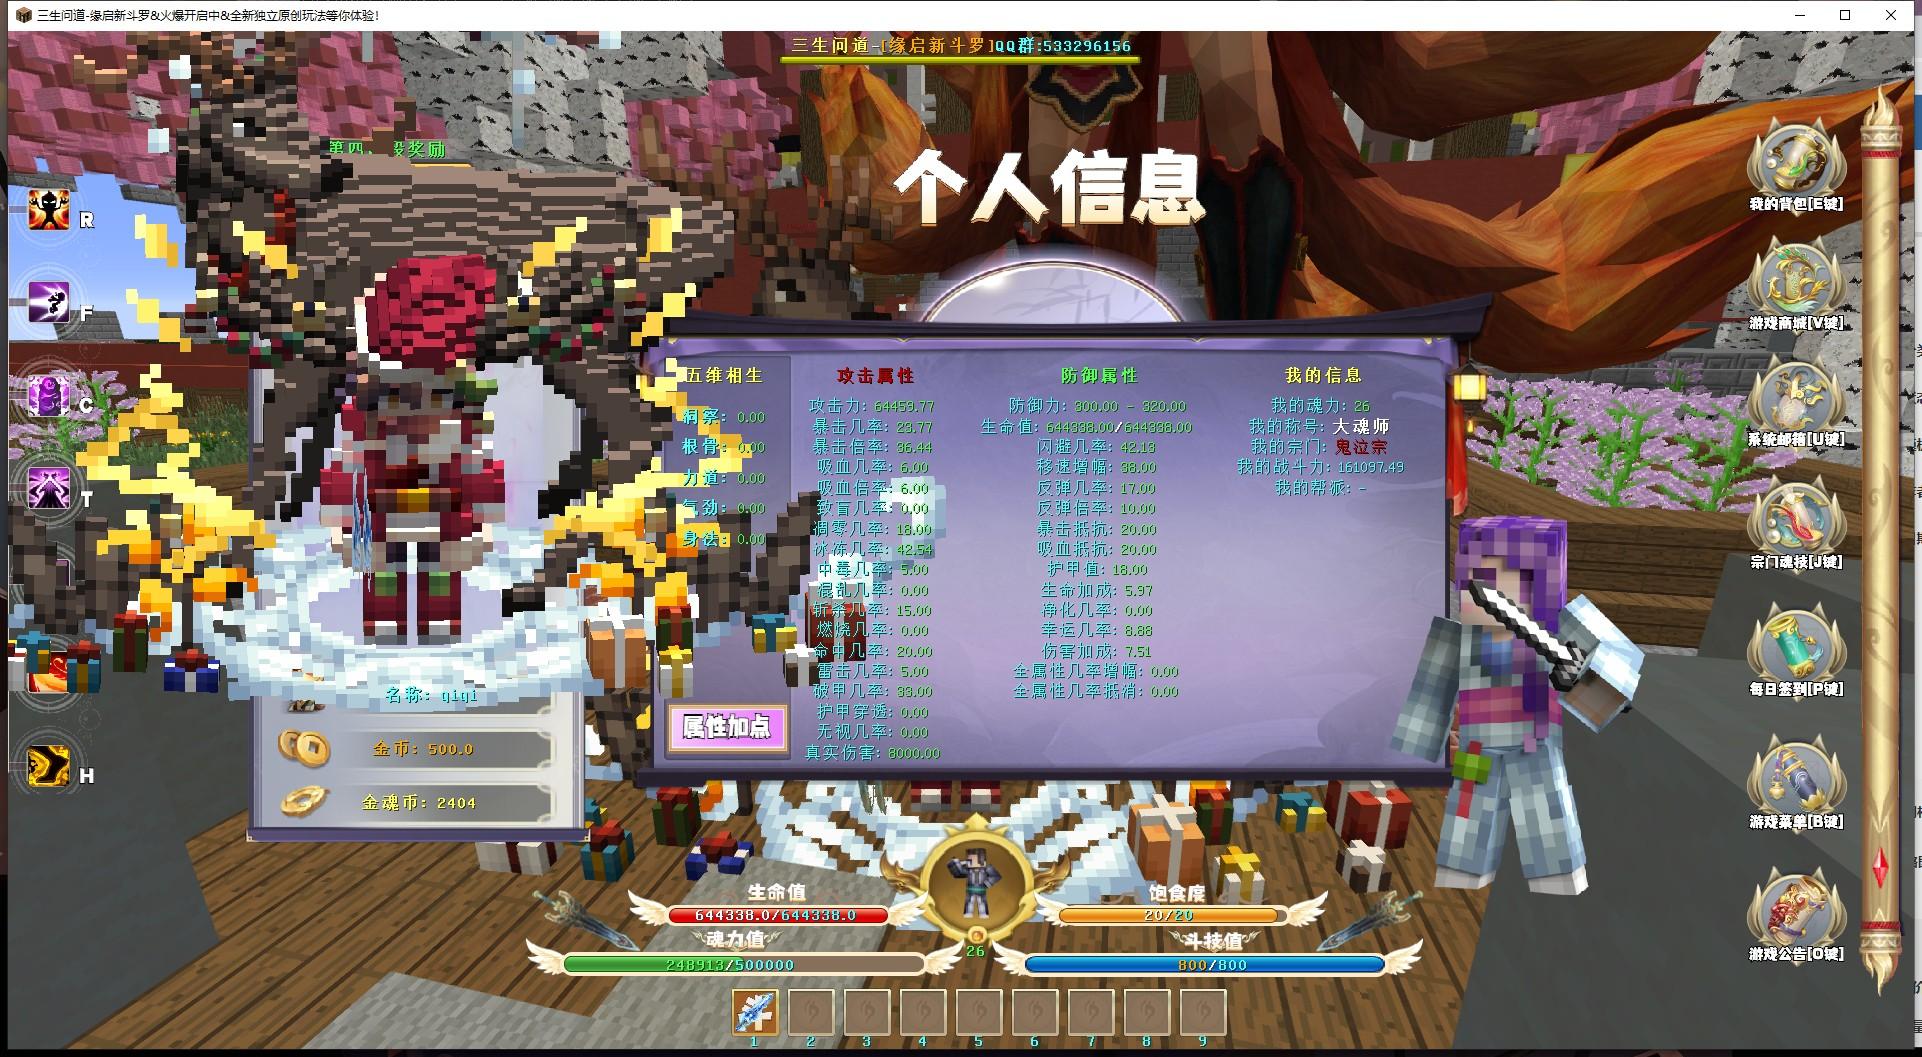 三生问道-缘启新斗罗&火爆开启中&全新独立原创玩法等你体验!
三生问道-[缘启新斗罗]QQ群:533296156
个人信息
R
F
C
T
H
五维相生
洞察: 0.00
根骨: 0.00
力道: 0.00
气劲: 0.00
身法: 0.00
属性加点
攻击属性
攻击力: 64459.77
暴击几率: 23.77
暴击倍率: 36.44
吸血几率: 6.00
吸血倍率: 6.00
致盲几率: 0.00
凋零几率: 18.00
冰冻几率: 42.54
中毒几率: 5.00
混乱几率: 0.00
斩杀几率: 15.00
燃烧几率: 0.00
命中几率: 20.00
雷击几率: 5.00
破甲几率: 33.00
护甲穿透: 0.00
无视几率: 0.00
真实伤害: 8000.00
防御属性
防御力: 300.00 - 320.00
生命值: 644338.00/644338.00
闪避几率: 42.13
移速增幅: 38.00
反弹几率: 17.00
反弹倍率: 10.00
暴击抵抗: 20.00
吸血抵抗: 20.00
护甲值: 18.00
生命加成: 5.97
净化几率: 0.00
幸运几率: 8.88
伤害加成: 7.51
全属性几率增幅: 0.00
全属性几率抵消: 0.00
我的信息
我的魂力: 26
我的称号: 大魂师
我的宗门: 鬼泣宗
我的战斗力: 161097.49
我的帮派: -
名称: qiqi
金币: 500.0
金魂币: 2404
我的背包[E键]
游戏商城[V键]
系统邮箱[U键]
宗门魂技[J键]
每日签到[P键]
游戏菜单[B键]
游戏公告[O键]
生命值
644338.0/644338.0
魂力值
248913/500000
26
饱食度
20/20
斗技值
800/800
1 2 3 4 5 6 7 8 9